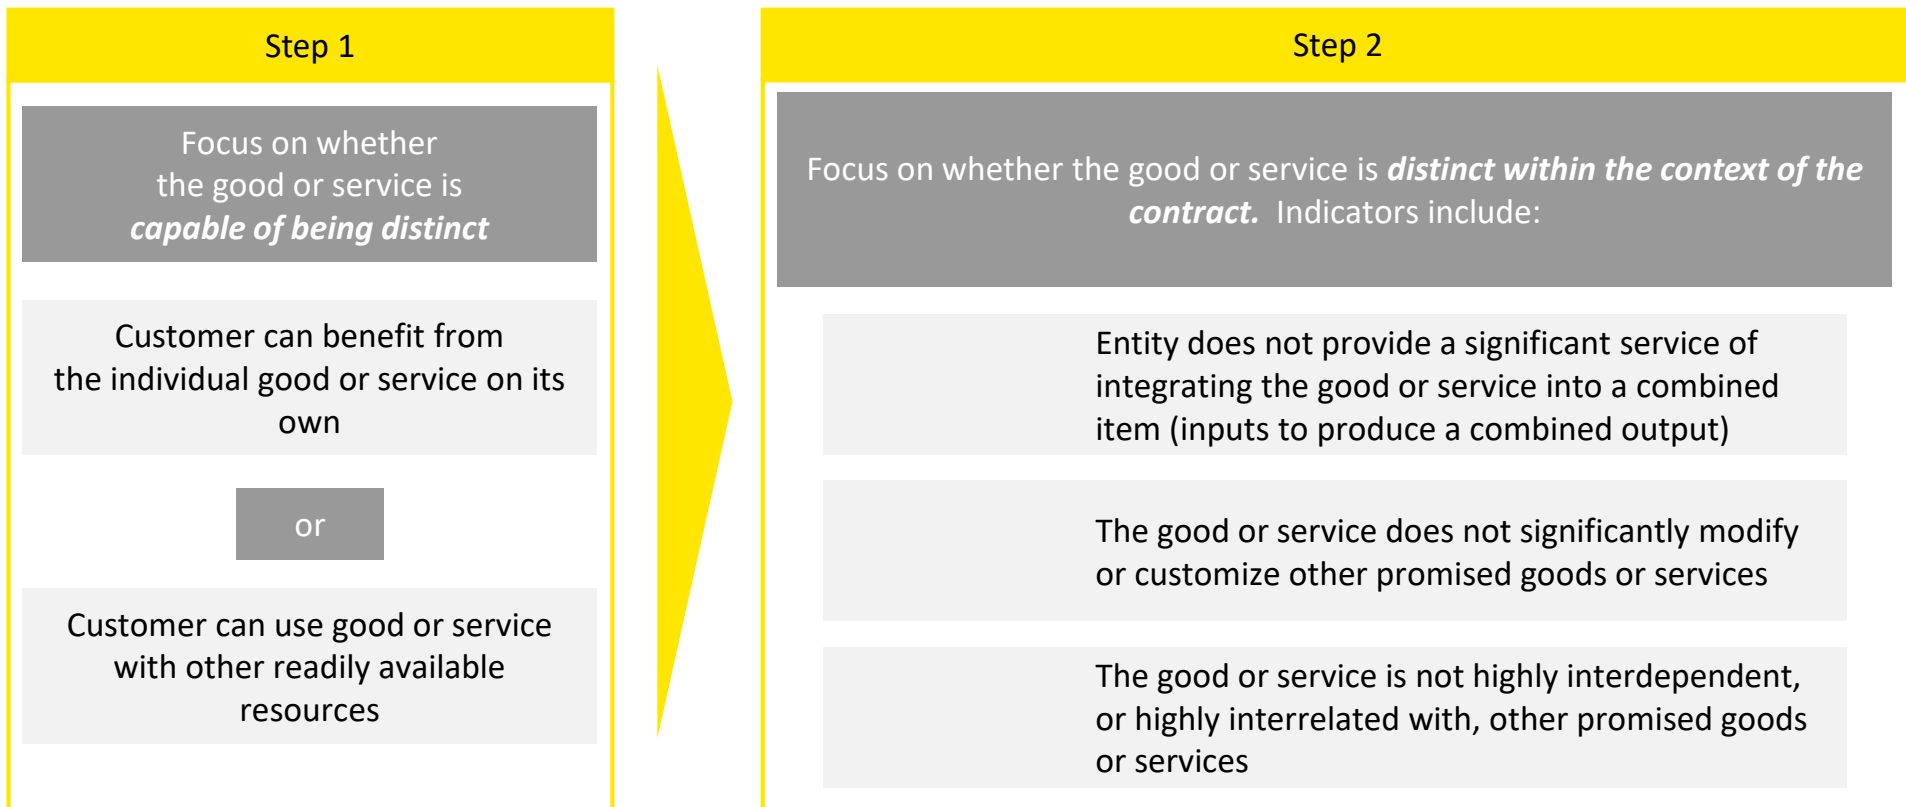 Step 1
Focus on whether
the good or service is
capable of being distinct
Customer can benefit from
the individual good or service on its
own
or
Customer can use good or service
with other readily available
resources
Step 2
Focus on whether the good or service is distinct within the context of the
contract.  Indicators include:
Entity does not provide a significant service of
integrating the good or service into a combined
item (inputs to produce a combined output)
The good or service does not significantly modify
or customize other promised goods or services
The good or service is not highly interdependent,
or highly interrelated with, other promised goods
or services